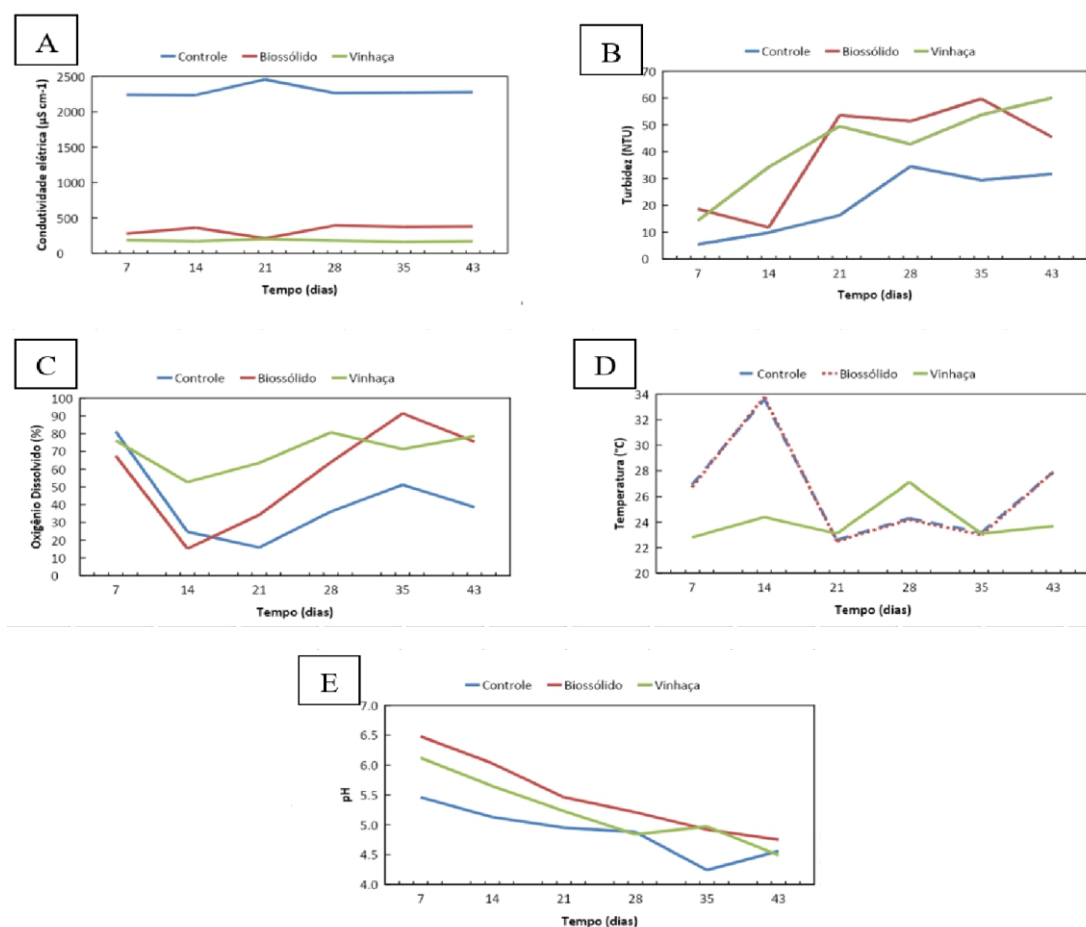 A
Controle Biossólido Vinhaça
2500
2000
1500
1000
500
0
Condutividade elétrica (µS cm-1)
7 14 21 28 35 43
Tempo (dias)
B
Controle Biossólido Vinhaça
70
60
50
40
30
20
10
0
Turbidez (NTU)
7 14 21 28 35 43
Tempo (dias)
C
Controle Biossólido Vinhaça
100
90
80
70
60
50
40
30
20
10
0
Oxigênio Dissolvido (%)
7 14 21 28 35 43
Tempo (dias)
D
Controle Biossólido Vinhaça
34
32
30
28
26
24
22
20
Temperatura (°C)
7 14 21 28 35 43
Tempo (dias)
E
Controle Biossólido Vinhaça
7.0
6.5
6.0
5.5
5.0
4.5
4.0
pH
7 14 21 28 35 43
Tempo (dias)